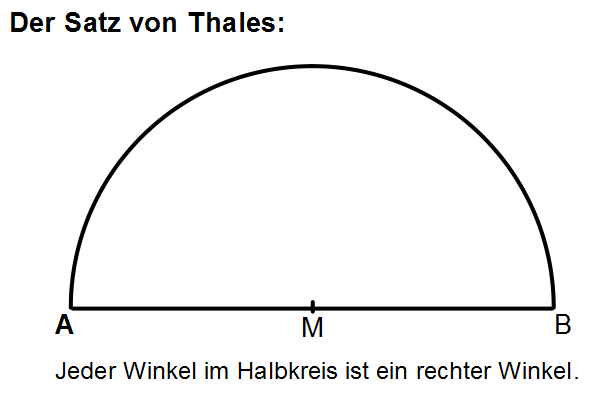 Der Satz von Thales:
A M B
Jeder Winkel im Halbkreis ist ein rechter Winkel.